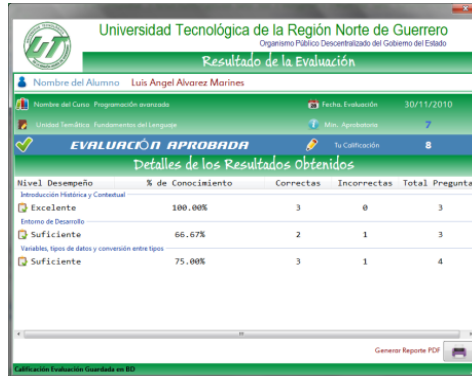 Universidad Tecnológica de la Región Norte de Guerrero
Organismo Público Descentralizado del Gobierno del Estado
Resultado de la Evaluación
Nombre del Alumno Luis Angel Alvarez Marines
Nombre del Curso Programación avanzada Fecha Evaluación 30/11/2010
Unidad Temática Fundamentos del Lenguaje Min. Aprobatoria 7
EVALUACIÓN APROBADA Tu Calificación 8
Detalles de los Resultados Obtenidos
Nivel Desempeño % de Conocimiento Correctas Incorrectas Total Pregunta
Introducción Histórica y Contextual
Excelente 100.00% 3 0 3
Entorno de Desarrollo
Suficiente 66.67% 2 1 3
Variables, tipos de datos y conversión entre tipos
Suficiente 75.00% 3 1 4
Generar Reporte PDF
Calificación Evaluación Guardada en BD